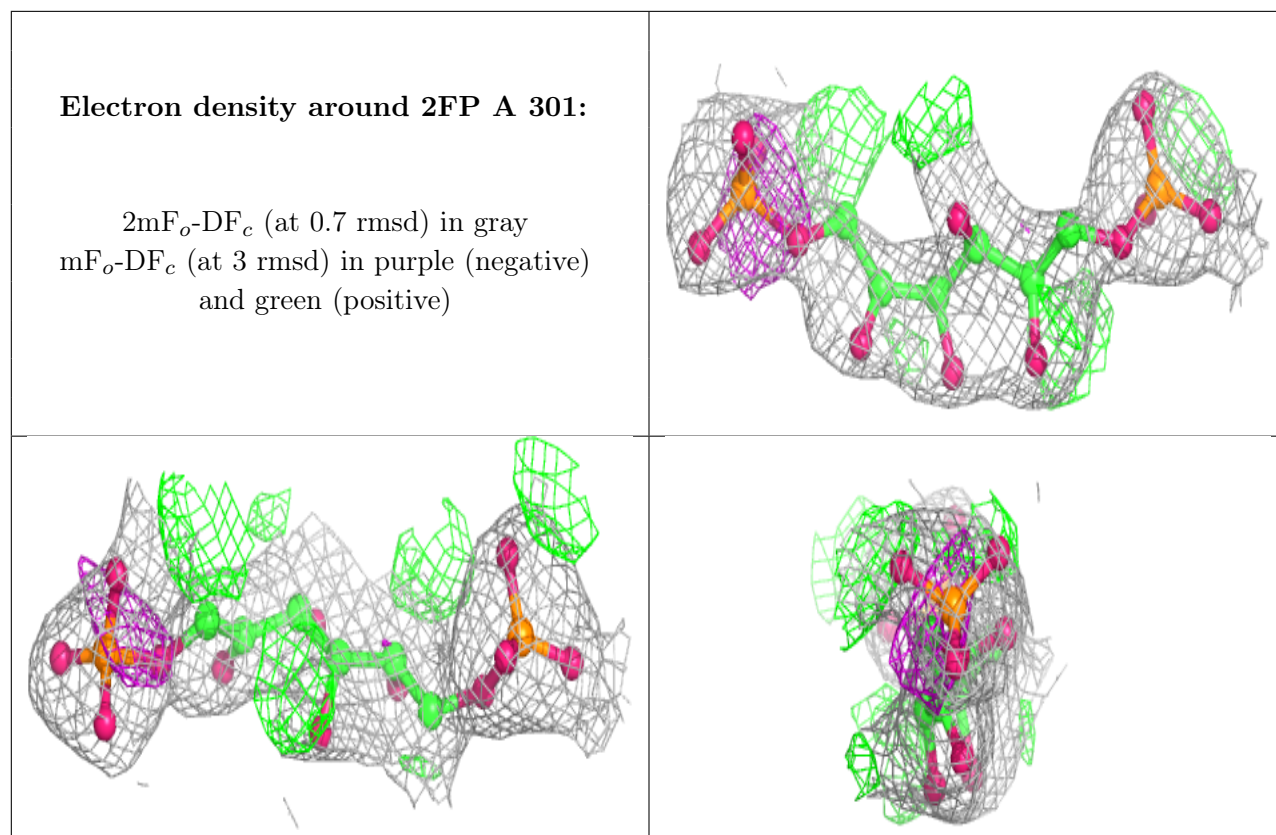 Electron density around 2FP A 301:
2mFo-DFc (at 0.7 rmsd) in gray
mFo-DFc (at 3 rmsd) in purple (negative)
and green (positive)